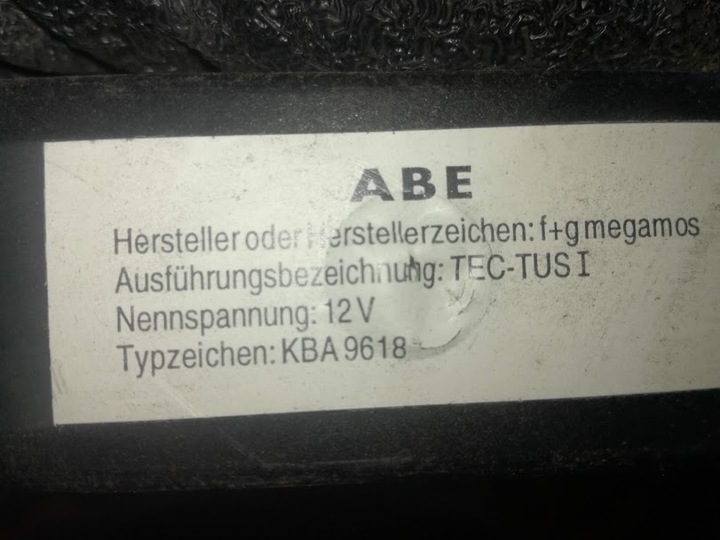 ABE
Hersteller oder Herstellerzeichen: f+g megamos
Ausführungsbezeichnung: TEC-TUS I
Nennspannung: 12 V
Typzeichen: KBA 9618